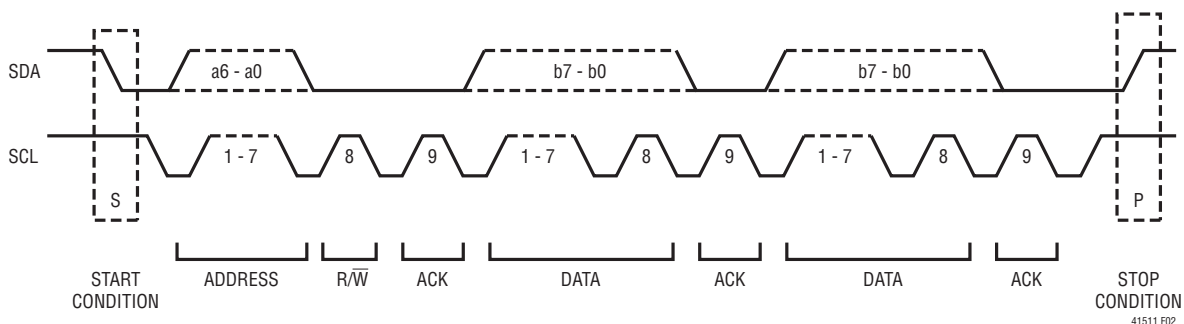 SDA
a6 - a0
b7 - b0
b7 - b0
SCL
1 - 7
8
9
1 - 7
8
9
1 - 7
8
9
S
P
START
CONDITION
ADDRESS
R/W̅
ACK
DATA
ACK
DATA
ACK
STOP
CONDITION
41511 F02